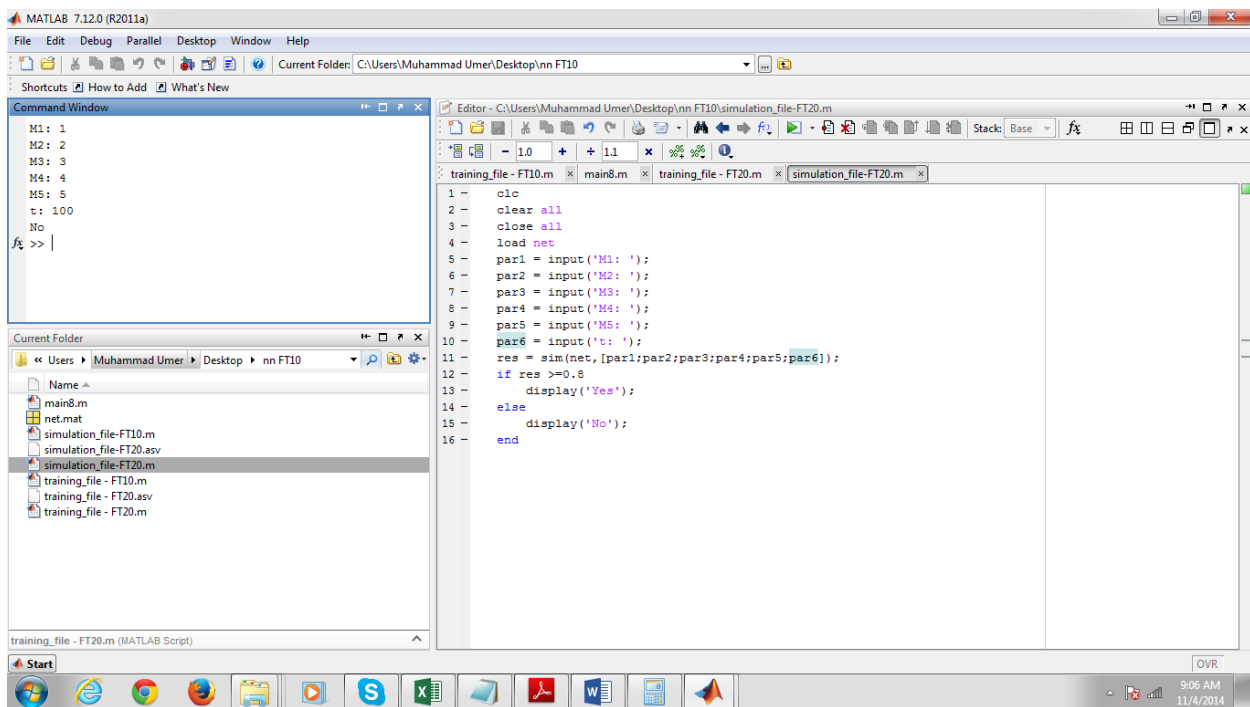 MATLAB 7.12.0 (R2011a)
File Edit Debug Parallel Desktop Window Help
Current Folder: C:\Users\Muhammad Umer\Desktop\nn FT10
Shortcuts How to Add What's New
Command Window
M1: 1
M2: 2
M3: 3
M4: 4
M5: 5
t: 100
No
fx >>
Current Folder
« Users Muhammad Umer Desktop nn FT10
Name
main8.m
net.mat
simulation_file-FT10.m
simulation_file-FT20.asv
simulation_file-FT20.m
training_file - FT10.m
training_file - FT20.asv
training_file - FT20.m
training_file - FT20.m (MATLAB Script)
Editor - C:\Users\Muhammad Umer\Desktop\nn FT10\simulation_file-FT20.m
Stack: Base fx
- 1.0 + ÷ 1.1 ×
training_file - FT10.m × main8.m × training_file - FT20.m × simulation_file-FT20.m ×
1 - clc
2 - clear all
3 - close all
4 - load net
5 - par1 = input('M1: ');
6 - par2 = input('M2: ');
7 - par3 = input('M3: ');
8 - par4 = input('M4: ');
9 - par5 = input('M5: ');
10 - par6 = input('t: ');
11 - res = sim(net,[par1;par2;par3;par4;par5;par6]);
12 - if res >=0.8
13 - display('Yes');
14 - else
15 - display('No');
16 - end
Start
OVR
9:06 AM
11/4/2014